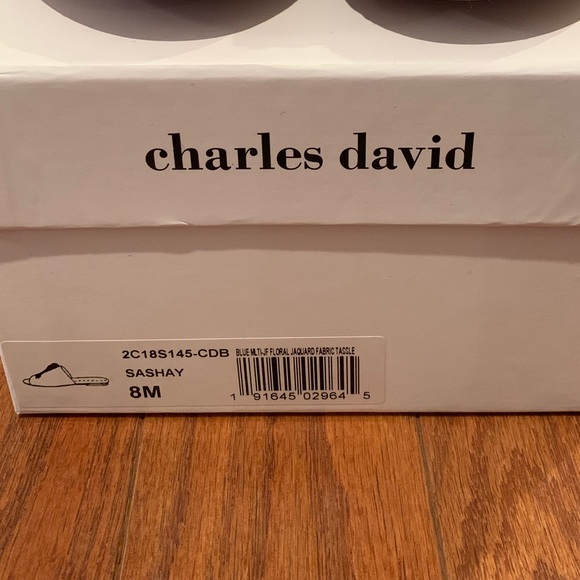 charles david
2C18S145-CDB BLUE MLTI-JF FLORAL JAQUARD FABRIC TASSLE
SASHAY
8M
1 91645 02964 5